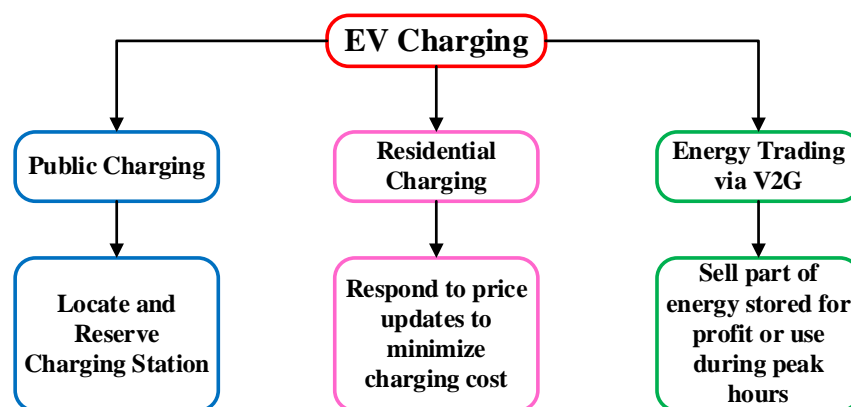 EV Charging
Public Charging
Residential
Charging
Energy Trading
via V2G
Locate and
Reserve
Charging Station
Respond to price
updates to
minimize
charging cost
Sell part of
energy stored for
profit or use
during peak
hours